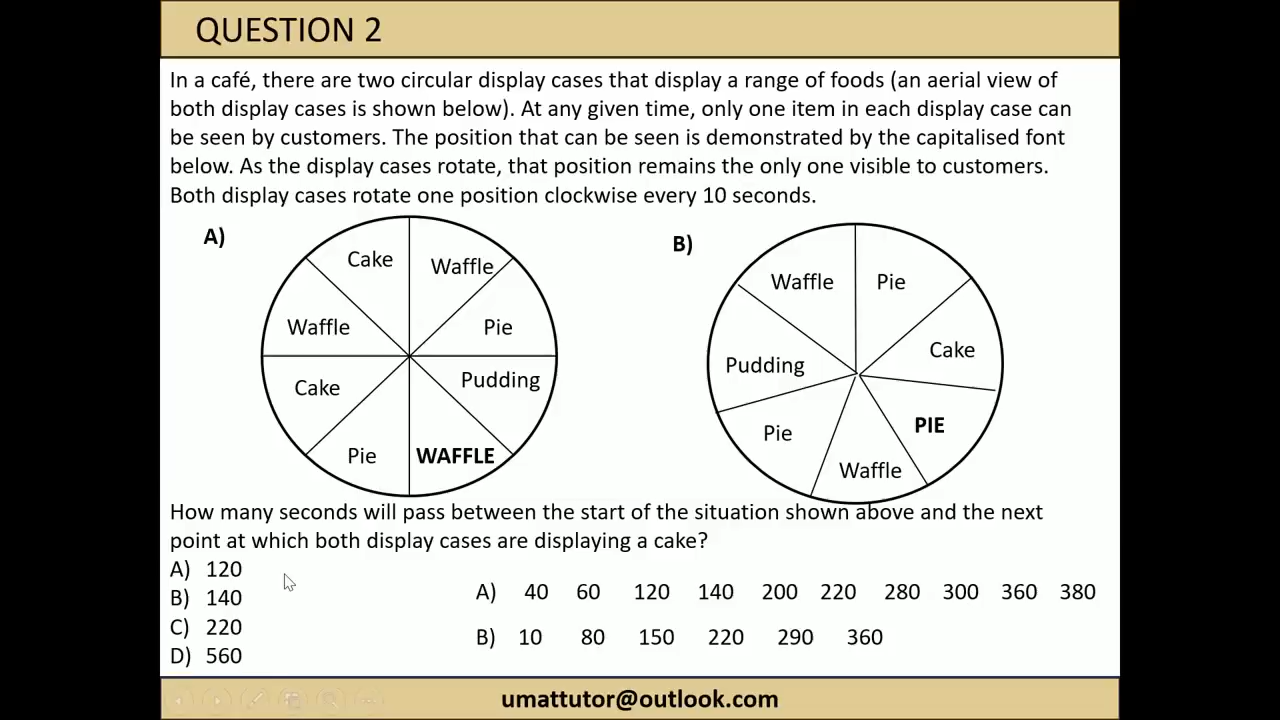 QUESTION 2
In a café, there are two circular display cases that display a range of foods (an aerial view of
both display cases is shown below). At any given time, only one item in each display case can
be seen by customers. The position that can be seen is demonstrated by the capitalised font
below. As the display cases rotate, that position remains the only one visible to customers.
Both display cases rotate one position clockwise every 10 seconds.
A)
Cake
Waffle
Waffle
Pie
Cake
Pudding
Pie
WAFFLE
B)
Waffle
Pie
Pudding
Cake
Pie
PIE
Waffle
How many seconds will pass between the start of the situation shown above and the next
point at which both display cases are displaying a cake?
A) 120
B) 140
C) 220
D) 560
A) 40 60 120 140 200 220 280 300 360 380
B) 10 80 150 220 290 360
umattutor@outlook.com